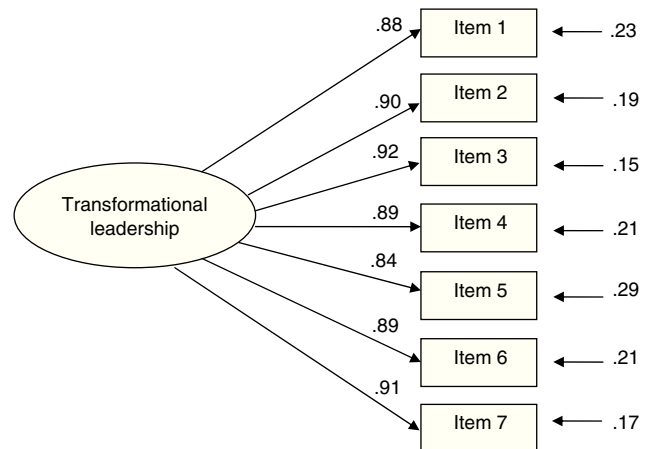 .88
Item 1
.23
.90
Item 2
.19
.92
Item 3
.15
Transformational
leadership
.89
Item 4
.21
.84
Item 5
.29
.89
Item 6
.21
.91
Item 7
.17